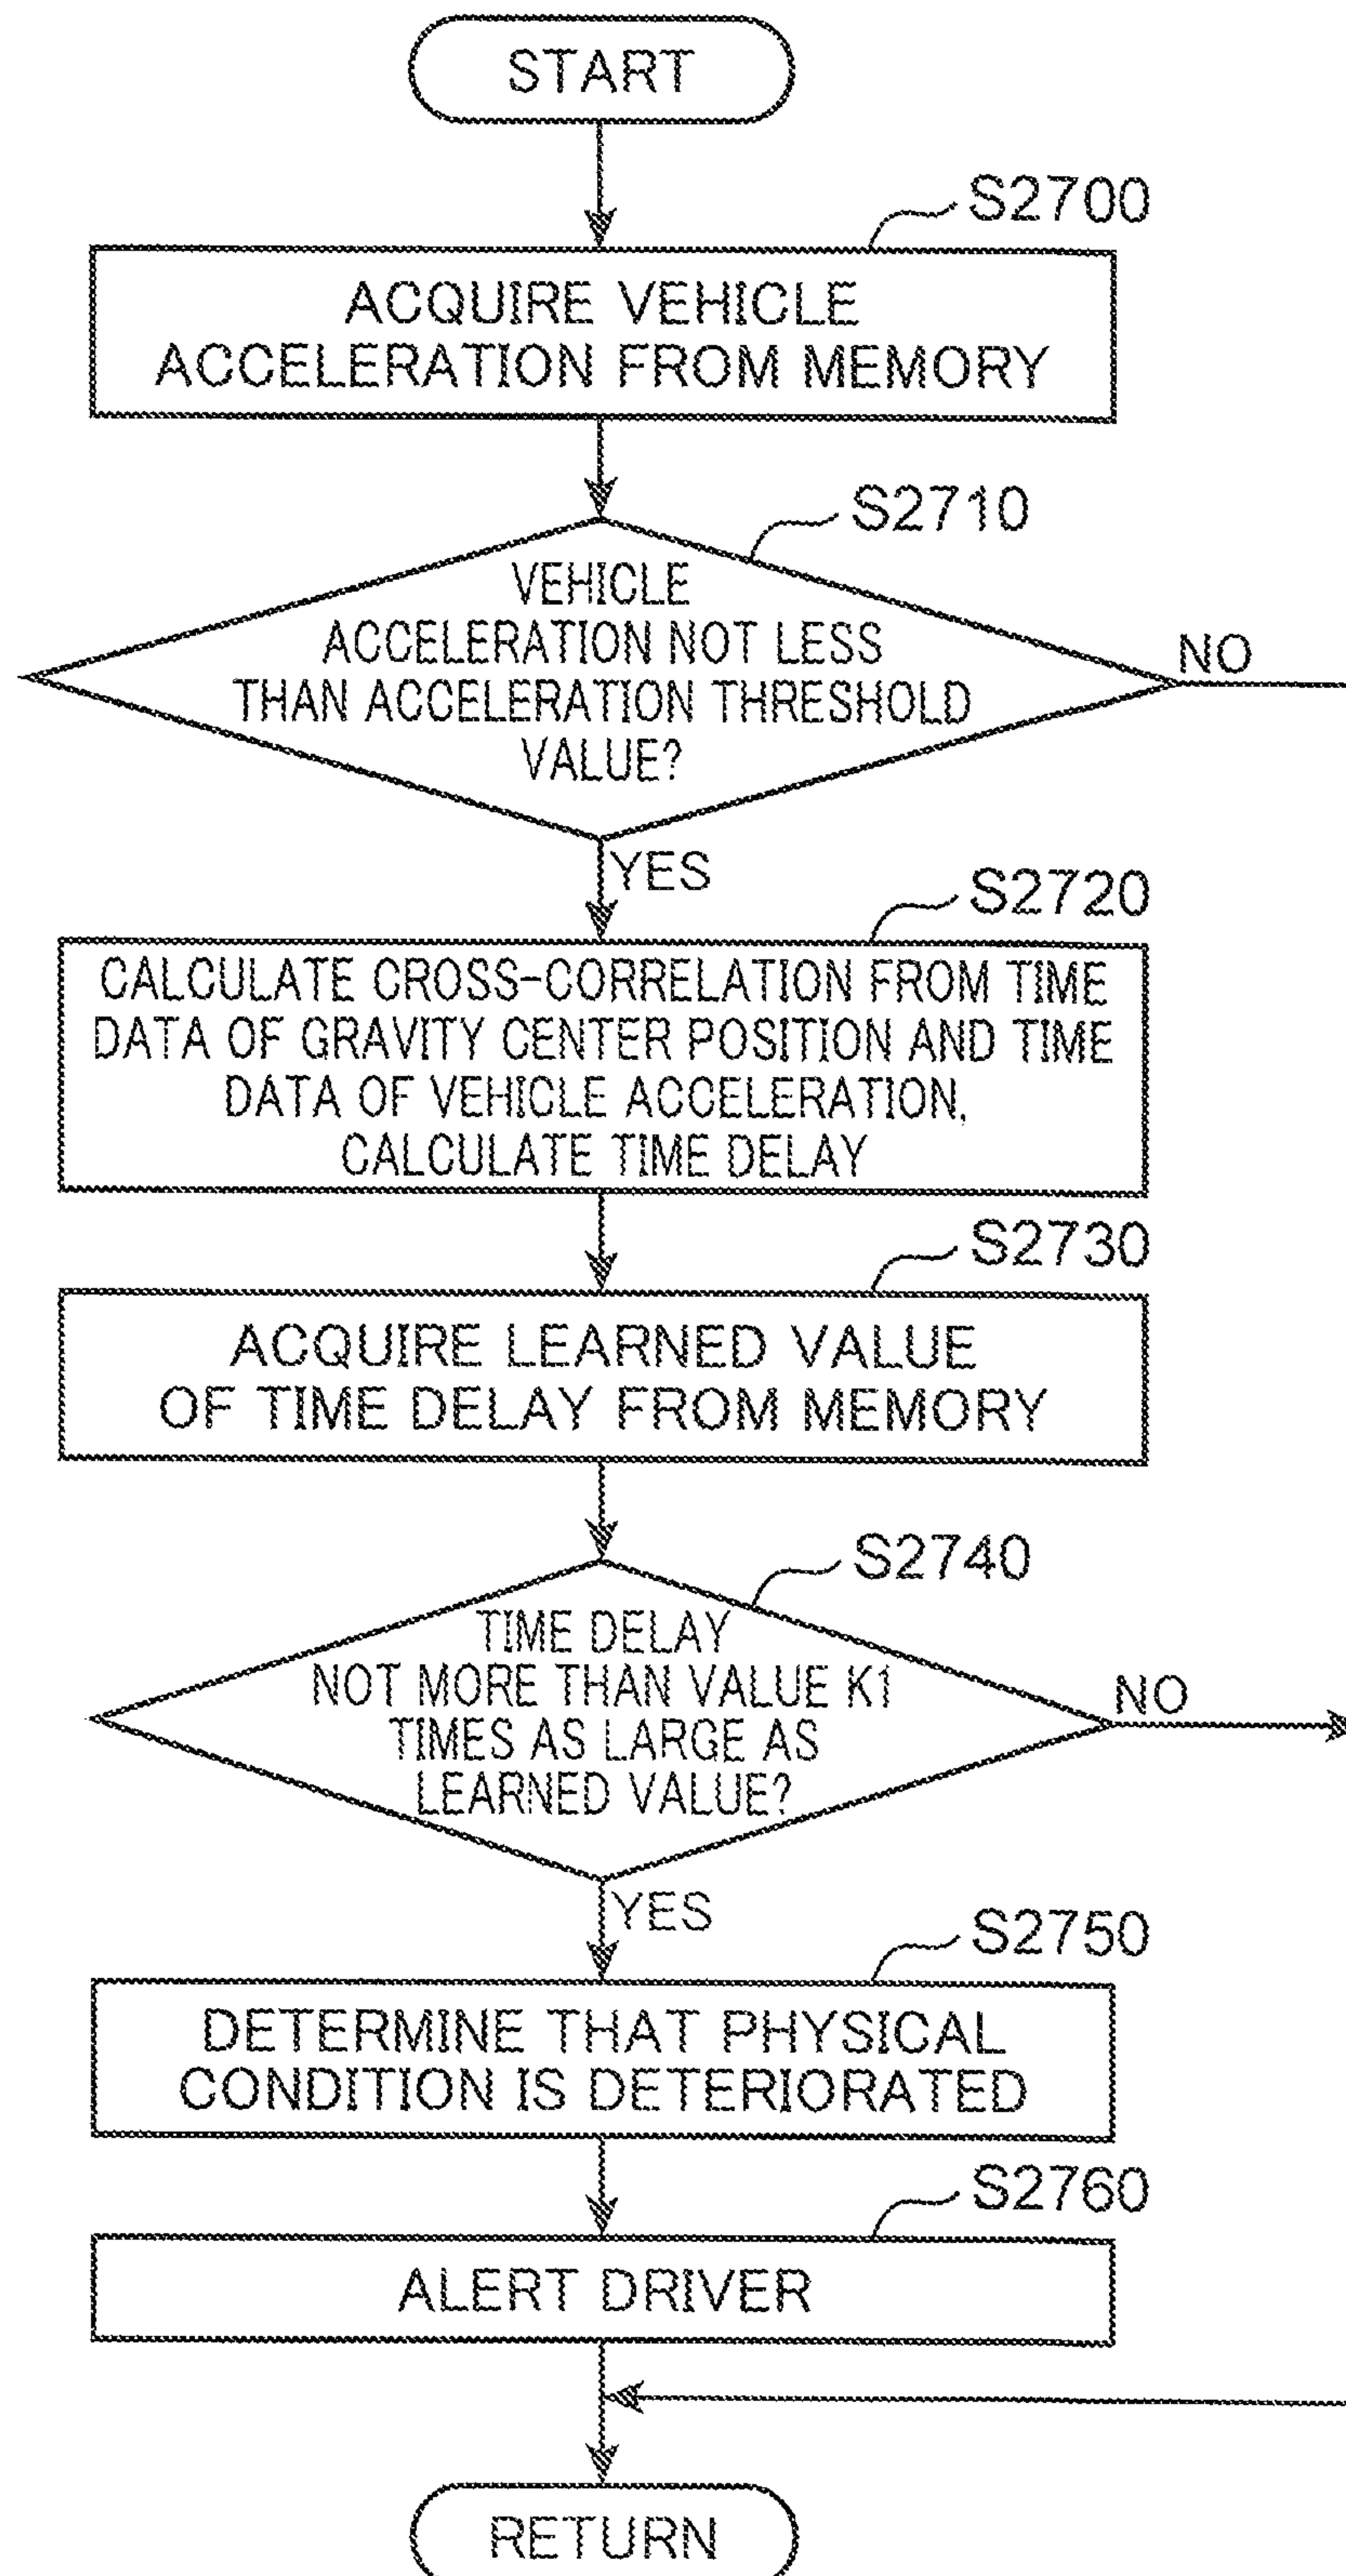 START
S2700
ACQUIRE VEHICLE
ACCELERATION FROM MEMORY
S2710
VEHICLE
ACCELERATION NOT LESS
THAN ACCELERATION THRESHOLD
VALUE?
NO
YES
S2720
CALCULATE CROSS-CORRELATION FROM TIME
DATA OF GRAVITY CENTER POSITION AND TIME
DATA OF VEHICLE ACCELERATION,
CALCULATE TIME DELAY
S2730
ACQUIRE LEARNED VALUE
OF TIME DELAY FROM MEMORY
S2740
TIME DELAY
NOT MORE THAN VALUE K1
TIMES AS LARGE AS
LEARNED VALUE?
NO
YES
S2750
DETERMINE THAT PHYSICAL
CONDITION IS DETERIORATED
S2760
ALERT DRIVER
RETURN